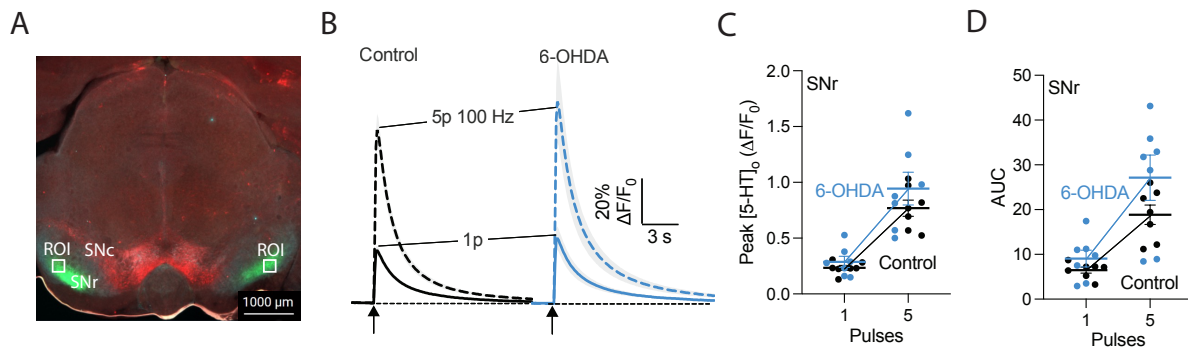 A
ROI
SNc
SNr
ROI
1000 µm
B
Control
6-OHDA
5p 100 Hz
1p
20%
ΔF/F0
3 s
C
Peak [5-HT]o (ΔF/F0)
2.0
1.5
1.0
0.5
0.0
SNr
6-OHDA
Control
1
5
Pulses
D
AUC
50
40
30
20
10
0
SNr
6-OHDA
Control
1
5
Pulses